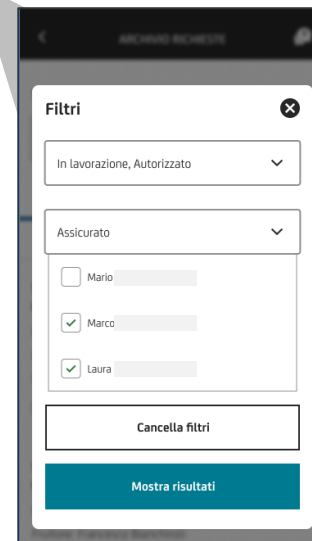 ARCHIVIO RICHIESTE
Filtri
In lavorazione, Autorizzato
Assicurato
Mario
Marco
Laura
Cancella filtri
Mostra risultati